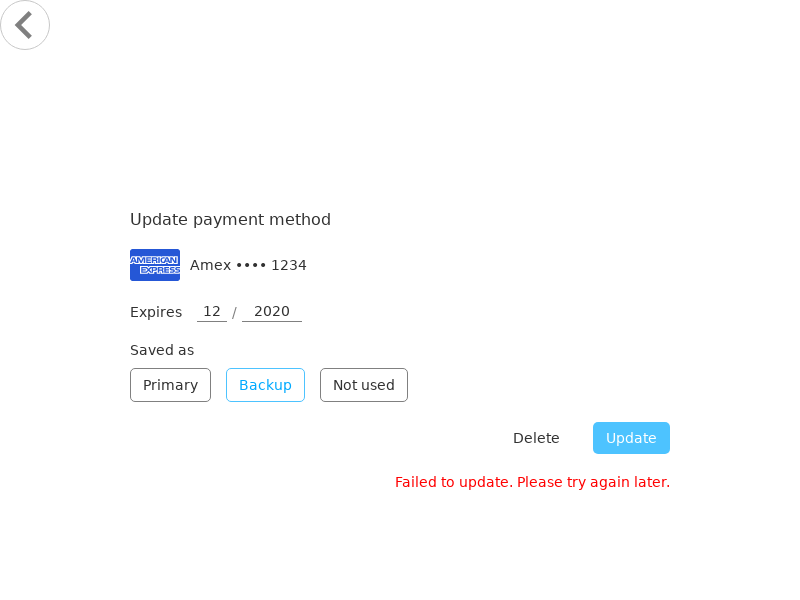 Update payment method
AMERICAN
EXPRESS
Amex •••• 1234
Expires 12 / 2020
Saved as
Primary Backup Not used
Delete Update
Failed to update. Please try again later.